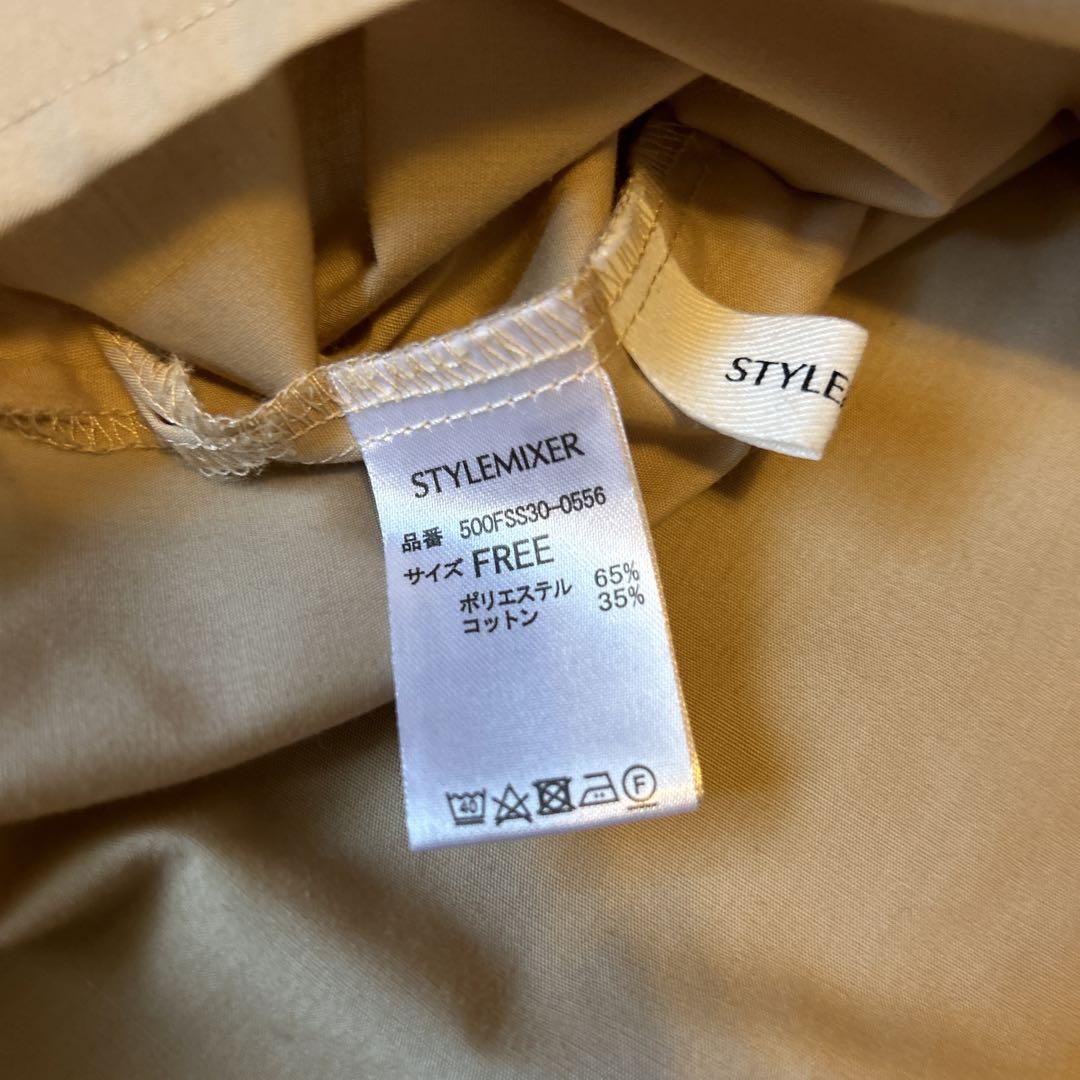 STYLE
STYLEMIXER
品番 500FSS30-0556
サイズ FREE
ポリエステル 65%
コットン 35%
40
F